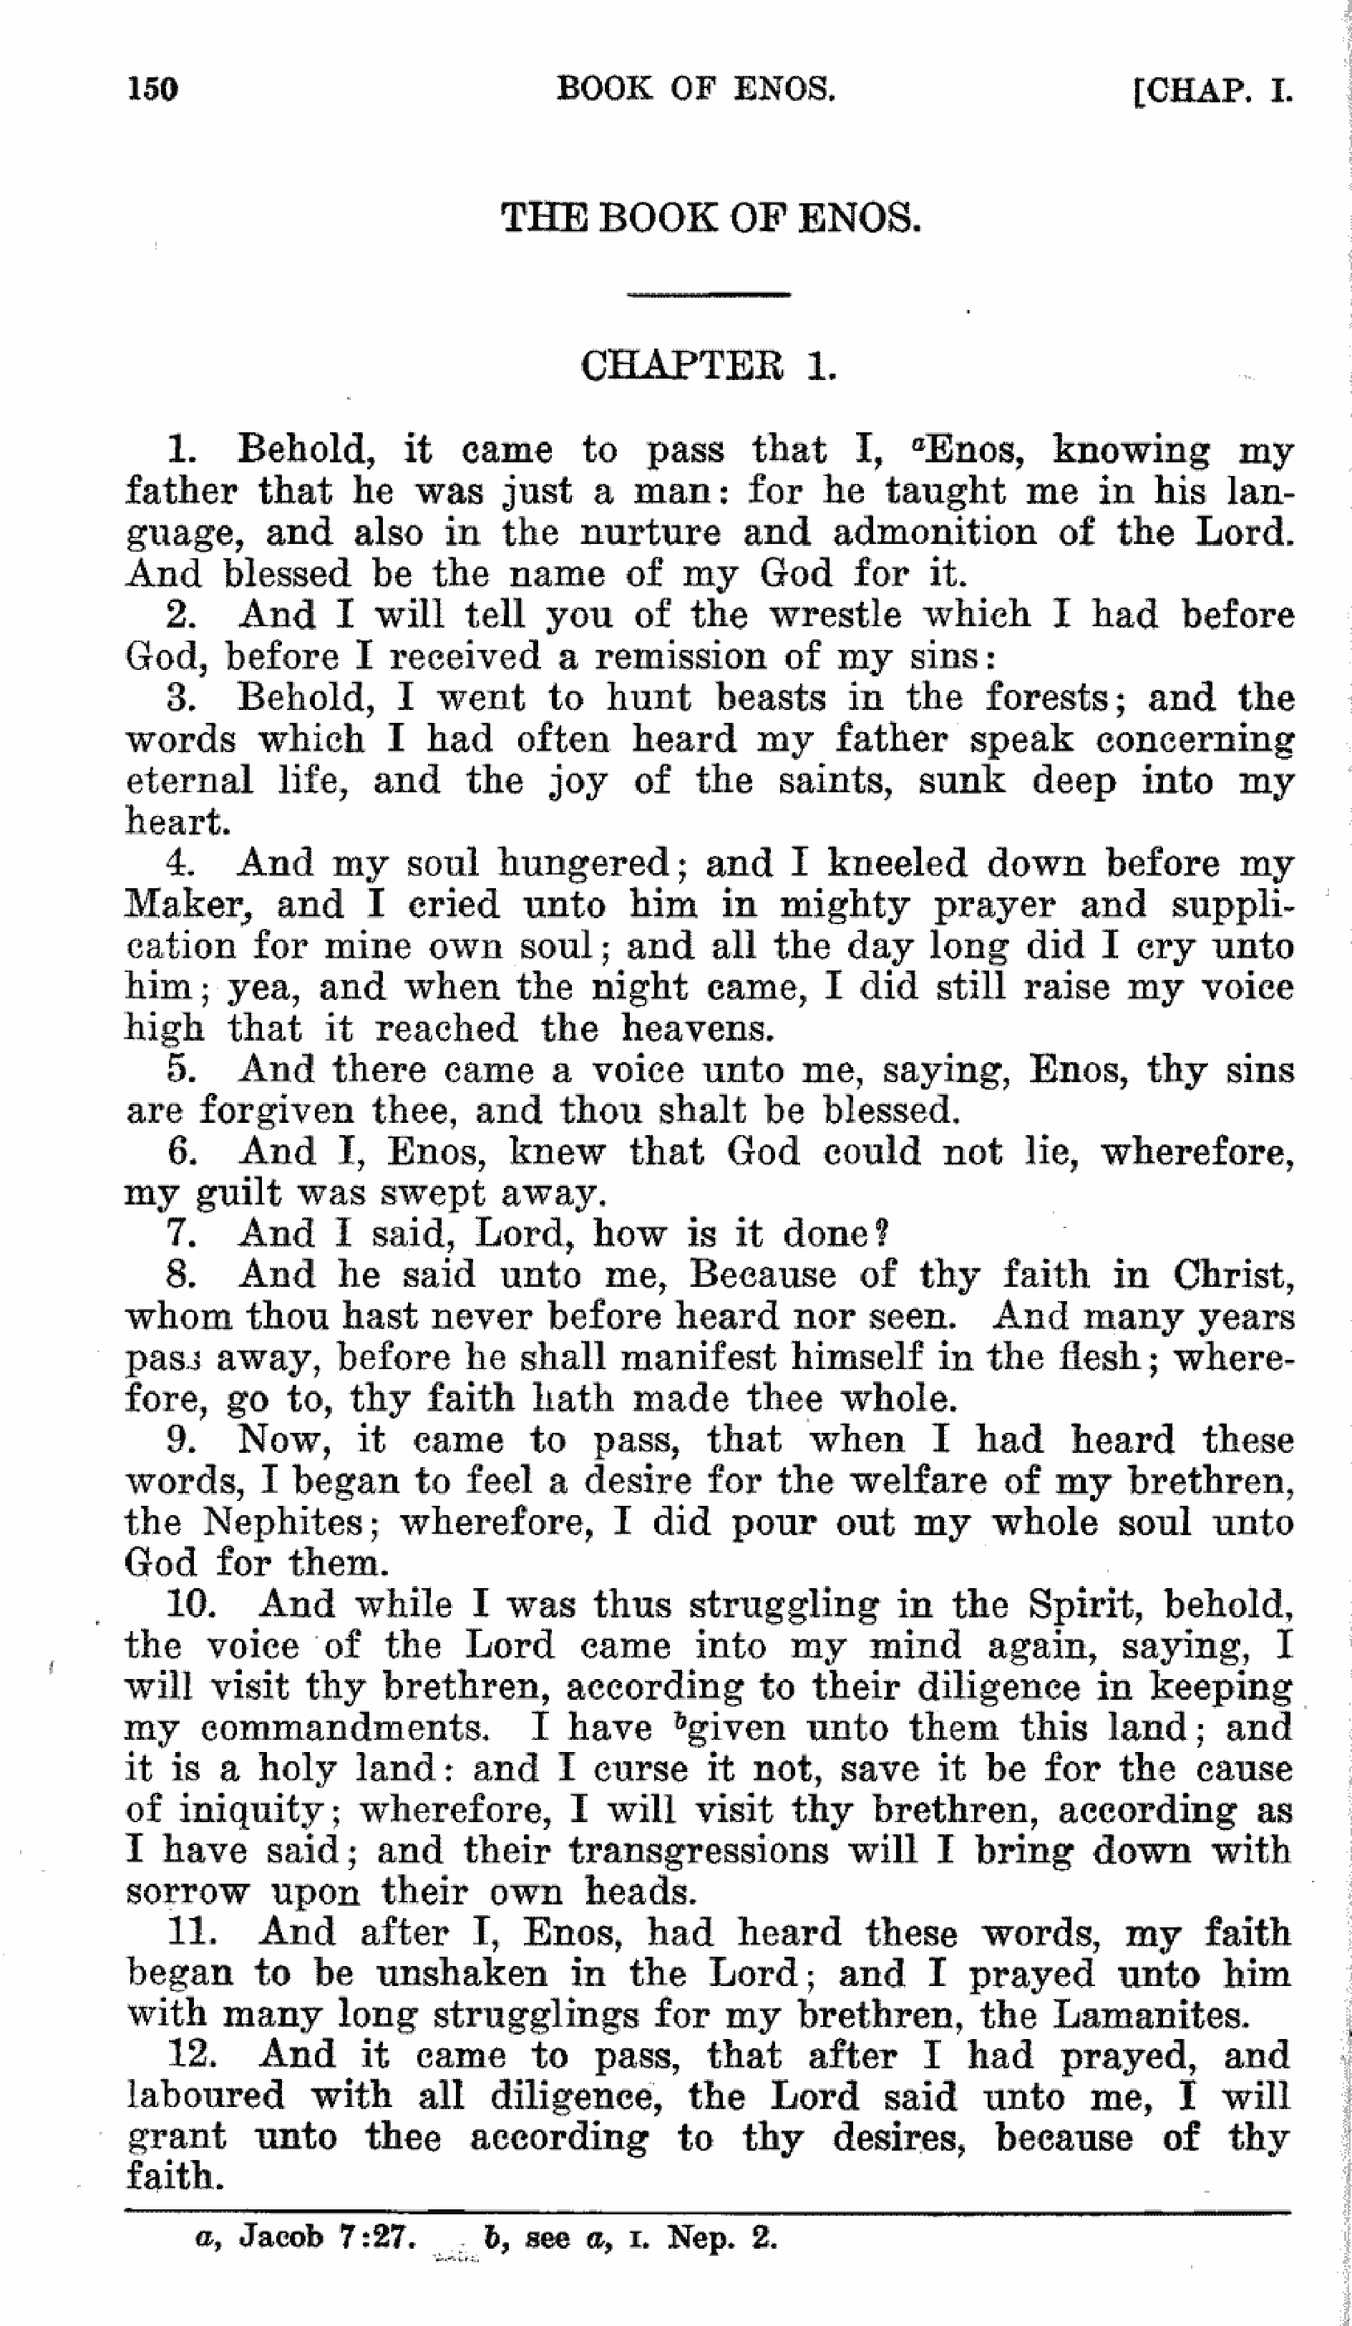 150 BOOK OF ENOS. [CHAP. I.
THE BOOK OF ENOS.
CHAPTER 1.
1. Behold, it came to pass that I, aEnos, knowing my
father that he was just a man: for he taught me in his lan-
guage, and also in the nurture and admonition of the Lord.
And blessed be the name of my God for it.
2. And I will tell you of the wrestle which I had before
God, before I received a remission of my sins:
3. Behold, I went to hunt beasts in the forests; and the
words which I had often heard my father speak concerning
eternal life, and the joy of the saints, sunk deep into my
heart.
4. And my soul hungered; and I kneeled down before my
Maker, and I cried unto him in mighty prayer and suppli-
cation for mine own soul; and all the day long did I cry unto
him; yea, and when the night came, I did still raise my voice
high that it reached the heavens.
5. And there came a voice unto me, saying, Enos, thy sins
are forgiven thee, and thou shalt be blessed.
6. And I, Enos, knew that God could not lie, wherefore,
my guilt was swept away.
7. And I said, Lord, how is it done?
8. And he said unto me, Because of thy faith in Christ,
whom thou hast never before heard nor seen. And many years
pass away, before he shall manifest himself in the flesh; where-
fore, go to, thy faith hath made thee whole.
9. Now, it came to pass, that when I had heard these
words, I began to feel a desire for the welfare of my brethren,
the Nephites; wherefore, I did pour out my whole soul unto
God for them.
10. And while I was thus struggling in the Spirit, behold,
the voice of the Lord came into my mind again, saying, I
will visit thy brethren, according to their diligence in keeping
my commandments. I have bgiven unto them this land; and
it is a holy land: and I curse it not, save it be for the cause
of iniquity; wherefore, I will visit thy brethren, according as
I have said; and their transgressions will I bring down with
sorrow upon their own heads.
11. And after I, Enos, had heard these words, my faith
began to be unshaken in the Lord; and I prayed unto him
with many long strugglings for my brethren, the Lamanites.
12. And it came to pass, that after I had prayed, and
laboured with all diligence, the Lord said unto me, I will
grant unto thee according to thy desires, because of thy
faith.
a, Jacob 7:27. b, see a, I. Nep. 2.